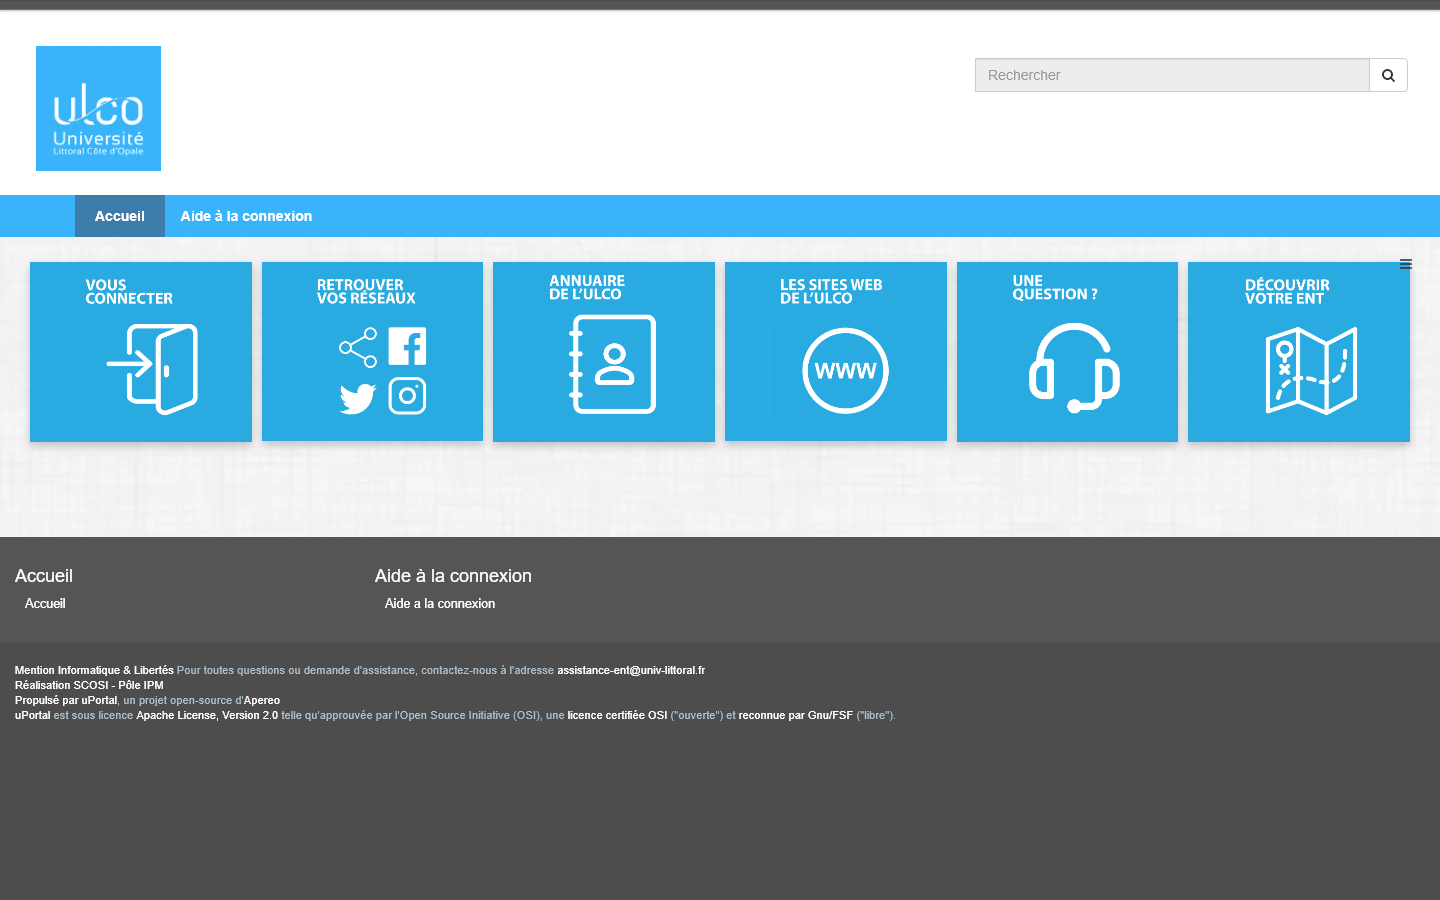 ulco
Université
Littoral Côte d'Opale
Rechercher
Accueil
Aide à la connexion
VOUS
CONNECTER
RETROUVER
VOS RÉSEAUX
ANNUAIRE
DE L'ULCO
LES SITES WEB
DE L'ULCO
WWW
UNE
QUESTION ?
DÉCOUVRIR
VOTRE ENT
Accueil
Accueil
Aide à la connexion
Aide a la connexion
Mention Informatique & Libertés Pour toutes questions ou demande d'assistance, contactez-nous à l'adresse assistance-ent@univ-littoral.fr
Réalisation SCOSI - Pôle IPM
Propulsé par uPortal, un projet open-source d'Apereo
uPortal est sous licence Apache License, Version 2.0 telle qu'approuvée par l'Open Source Initiative (OSI), une licence certifiée OSI ("ouverte") et reconnue par Gnu/FSF ("libre").